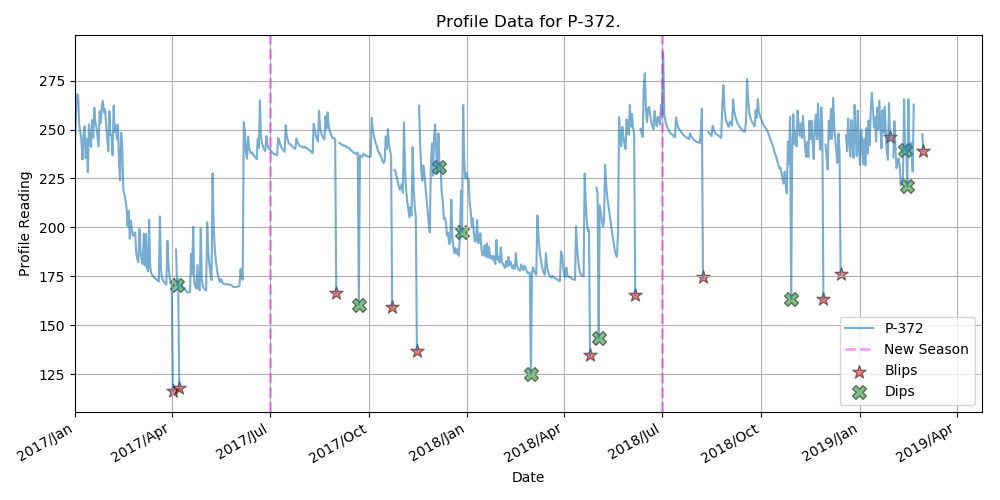 Profile Data for P-372.
Profile Reading
275
250
225
200
175
150
125
P-372
New Season
Blips
Dips
2017/Jan
2017/Apr
2017/Jul
2017/Oct
2018/Jan
2018/Apr
2018/Jul
2018/Oct
2019/Jan
2019/Apr
Date